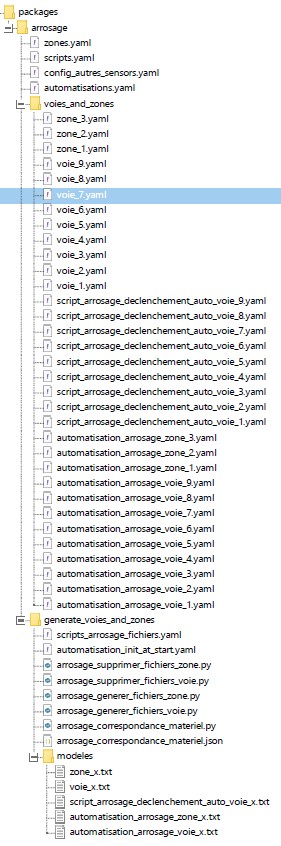 packages
arrosage
zones.yaml
scripts.yaml
config_autres_sensors.yaml
automatisations.yaml
voies_and_zones
zone_3.yaml
zone_2.yaml
zone_1.yaml
voie_9.yaml
voie_8.yaml
voie_7.yaml
voie_6.yaml
voie_5.yaml
voie_4.yaml
voie_3.yaml
voie_2.yaml
voie_1.yaml
script_arrosage_declenchement_auto_voie_9.yaml
script_arrosage_declenchement_auto_voie_8.yaml
script_arrosage_declenchement_auto_voie_7.yaml
script_arrosage_declenchement_auto_voie_6.yaml
script_arrosage_declenchement_auto_voie_5.yaml
script_arrosage_declenchement_auto_voie_4.yaml
script_arrosage_declenchement_auto_voie_3.yaml
script_arrosage_declenchement_auto_voie_2.yaml
script_arrosage_declenchement_auto_voie_1.yaml
automatisation_arrosage_zone_3.yaml
automatisation_arrosage_zone_2.yaml
automatisation_arrosage_zone_1.yaml
automatisation_arrosage_voie_9.yaml
automatisation_arrosage_voie_8.yaml
automatisation_arrosage_voie_7.yaml
automatisation_arrosage_voie_6.yaml
automatisation_arrosage_voie_5.yaml
automatisation_arrosage_voie_4.yaml
automatisation_arrosage_voie_3.yaml
automatisation_arrosage_voie_2.yaml
automatisation_arrosage_voie_1.yaml
generate_voies_and_zones
scripts_arrosage_fichiers.yaml
automatisation_init_at_start.yaml
arrosage_supprimer_fichiers_zone.py
arrosage_supprimer_fichiers_voie.py
arrosage_generer_fichiers_zone.py
arrosage_generer_fichiers_voie.py
arrosage_correspondance_materiel.py
arrosage_correspondance_materiel.json
modeles
zone_x.txt
voie_x.txt
script_arrosage_declenchement_auto_voie_x.txt
automatisation_arrosage_zone_x.txt
automatisation_arrosage_voie_x.txt